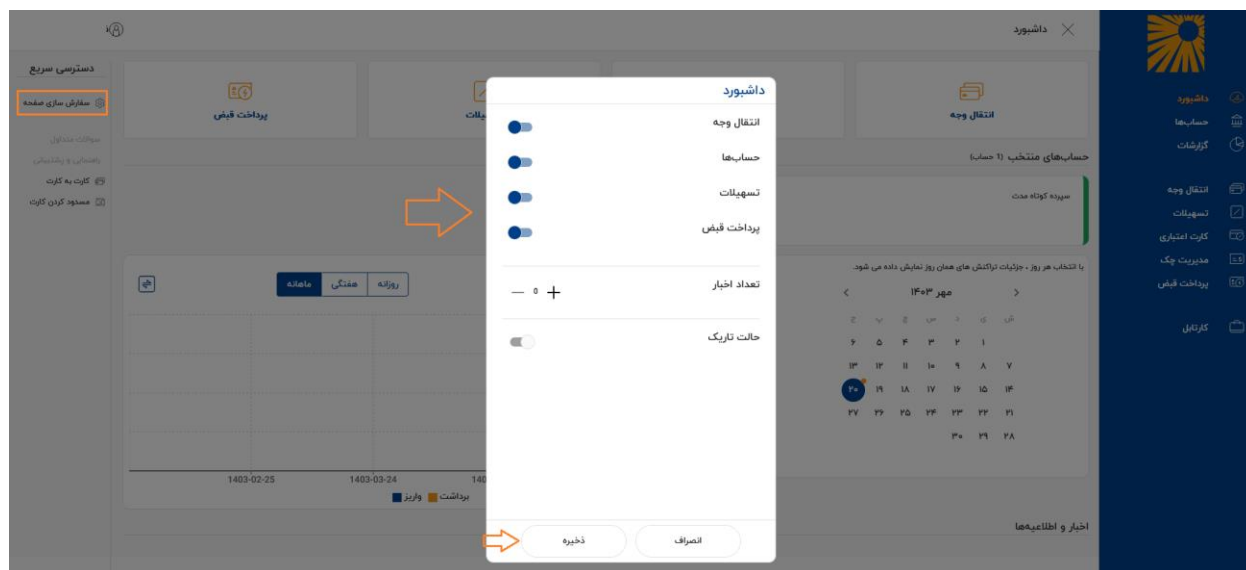 داشبورد
دسترسی سریع
سفارش سازی صفحه
سوالات متداول
راهنمایی و پشتیبانی
کارت به کارت
مسدود کردن کارت
انتقال وجه
یلات
پرداخت قبض
حساب‌های منتخب (1 حساب)
سپرده کوتاه مدت
با انتخاب هر روز ، جزئیات تراکنش های همان روز نمایش داده می شود.
مهر ۱۴۰۳
ش ی د س چ پ ج
۱ ۲ ۳ ۴ ۵ ۶
۷ ۸ ۹ ۱۰ ۱۱ ۱۲ ۱۳
۱۴ ۱۵ ۱۶ ۱۷ ۱۸ ۱۹ ۲۰
۲۱ ۲۲ ۲۳ ۲۴ ۲۵ ۲۶ ۲۷
۲۸ ۲۹ ۳۰
روزانه هفتگی ماهانه
1403-02-25 1403-03-24 140
برداشت واریز
اخبار و اطلاعیه‌ها
داشبورد
انتقال وجه
حساب‌ها
تسهیلات
پرداخت قبض
تعداد اخبار
+ ۰ —
حالت تاریک
انصراف
ذخیره
داشبورد
حساب‌ها
گزارشات
انتقال وجه
تسهیلات
کارت اعتباری
مدیریت چک
پرداخت قبض
کارتابل